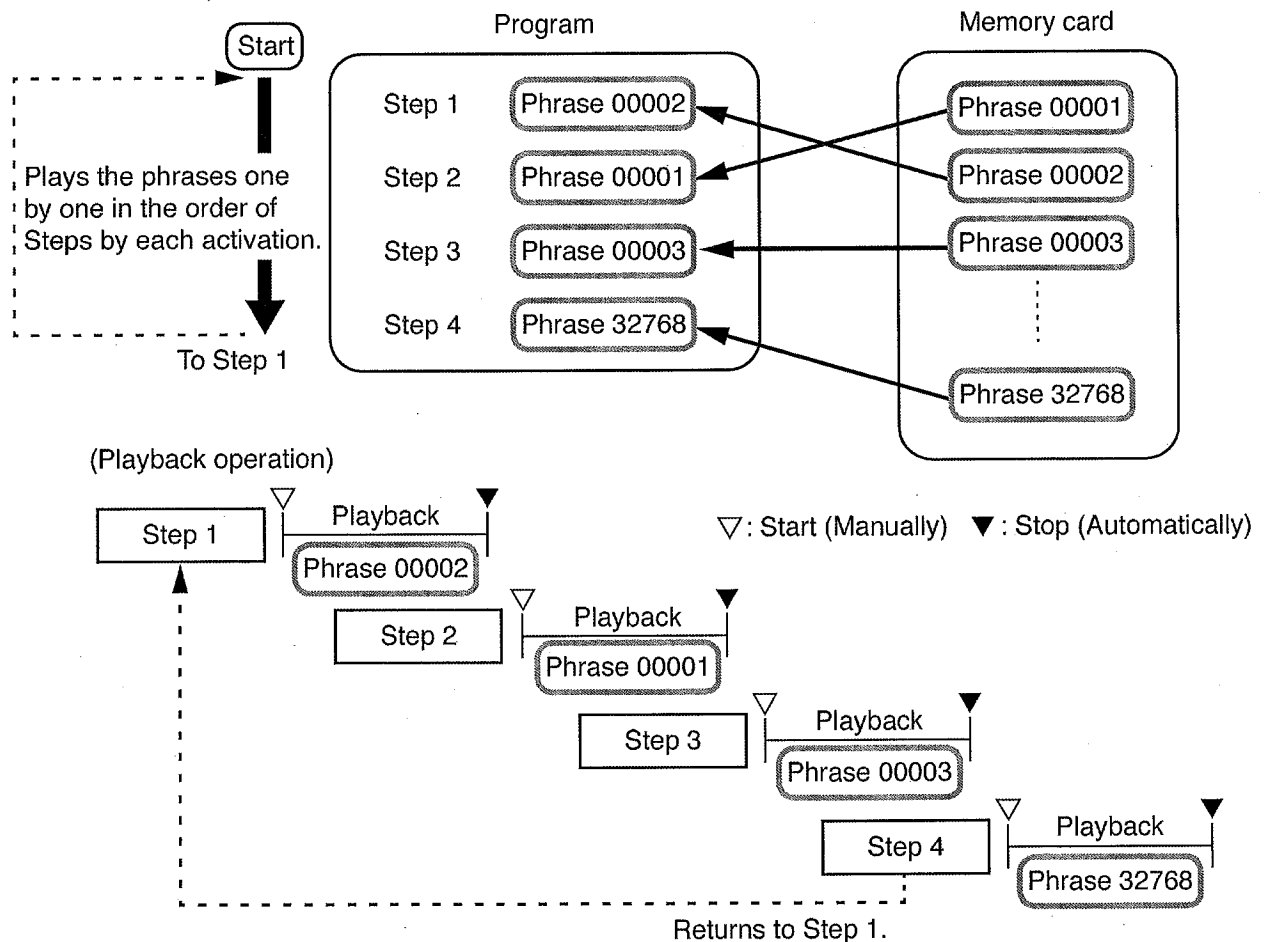 Start
Program
Memory card
Step 1
Phrase 00002
Phrase 00001
Plays the phrases one
by one in the order of
Steps by each activation.
Step 2
Phrase 00001
Phrase 00002
Step 3
Phrase 00003
Phrase 00003
Step 4
Phrase 32768
To Step 1
Phrase 32768
(Playback operation)
Step 1
Playback
Phrase 00002
▽: Start (Manually) ▼: Stop (Automatically)
Step 2
Playback
Phrase 00001
Step 3
Playback
Phrase 00003
Step 4
Playback
Phrase 32768
Returns to Step 1.